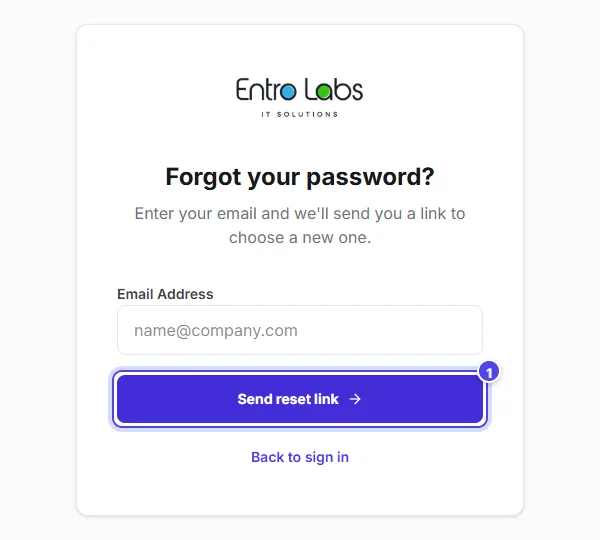 Entro Labs
IT SOLUTIONS
Forgot your password?
Enter your email and we'll send you a link to
choose a new one.
Email Address
name@company.com
1
Send reset link →
Back to sign in